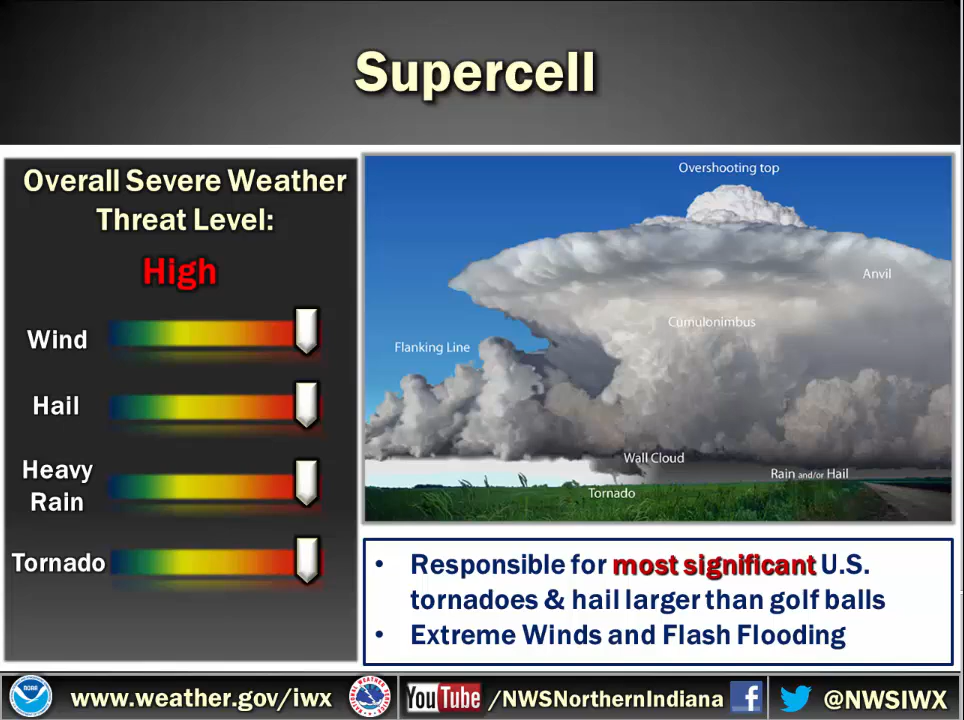 Supercell
Overall Severe Weather
Threat Level:
High
Wind
Hail
Heavy
Rain
Tornado
Overshooting top
Anvil
Cumulonimbus
Flanking Line
Wall Cloud
Rain and/or Hail
Tornado
• Responsible for most significant U.S.
tornadoes & hail larger than golf balls
• Extreme Winds and Flash Flooding
NOAA
www.weather.gov/iwx
YouTube /NWSNorthernIndiana f
@NWSIWX